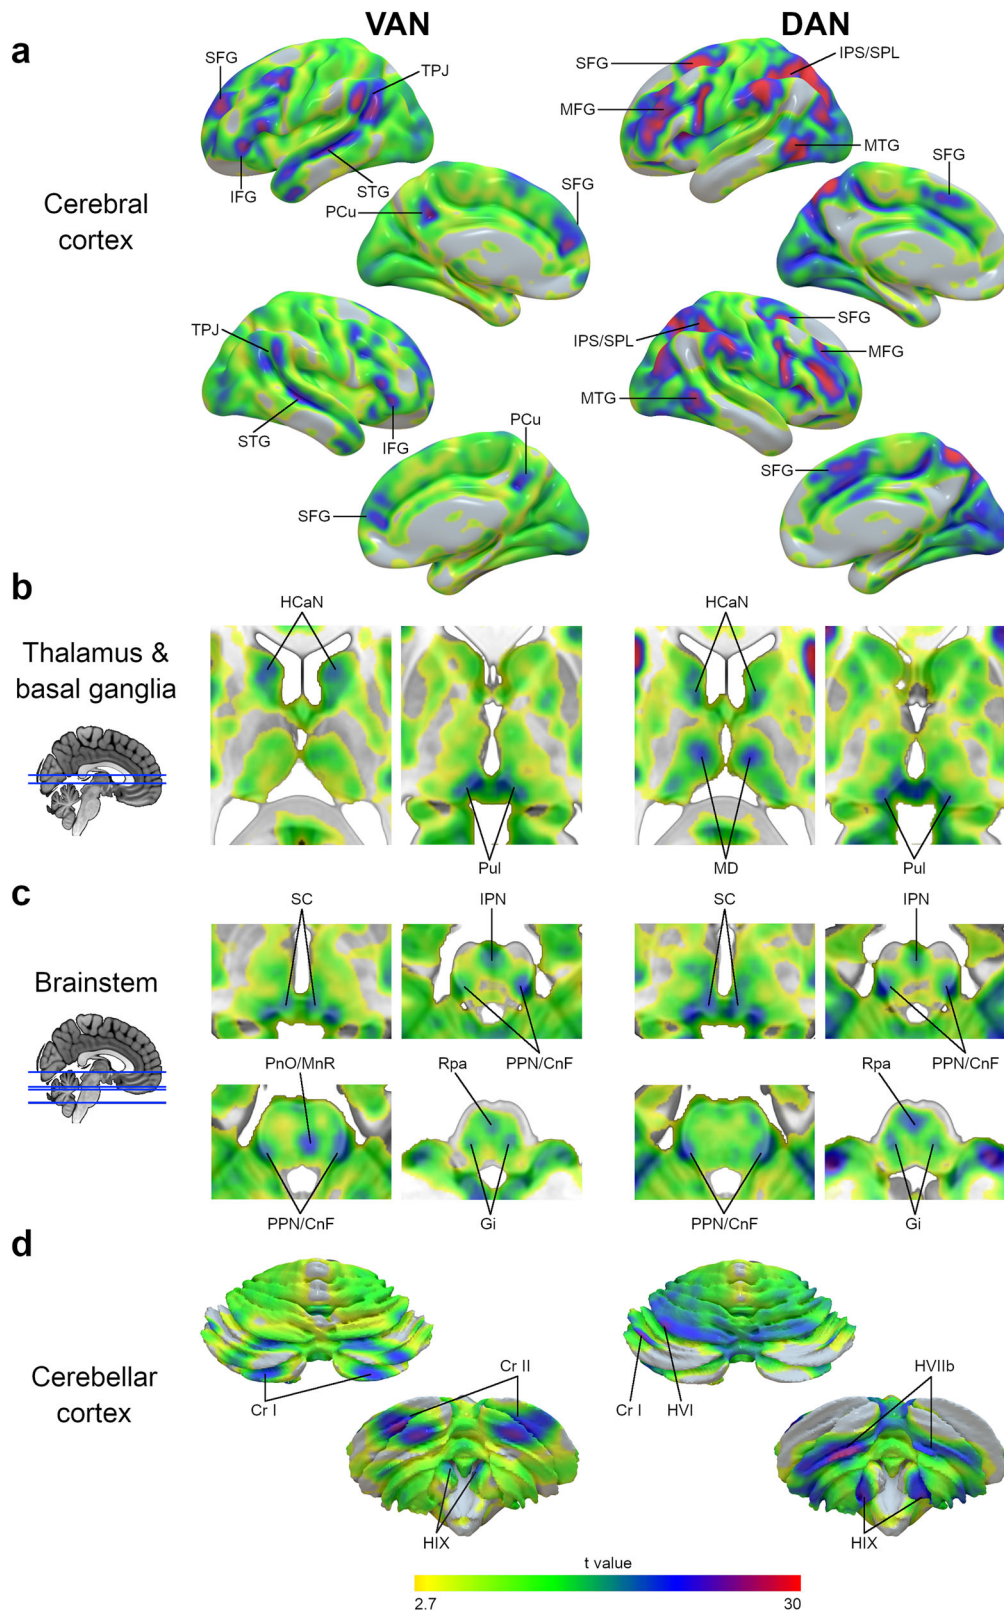 VAN DAN
a
SFG
TPJ
IFG
STG
SFG
PCu
SFG
IPS/SPL
MFG
MTG
SFG
Cerebral
cortex
TPJ
STG
IFG
PCu
SFG
IPS/SPL
SFG
MFG
MTG
SFG
b
HCaN
HCaN
Thalamus &
basal ganglia
Pul
MD
Pul
c
SC
IPN
SC
IPN
Brainstem
PnO/MnR
Rpa
PPN/CnF
Rpa
PPN/CnF
PPN/CnF
Gi
PPN/CnF
Gi
d
Cr II
HVIIb
Cerebellar
cortex
Cr I
Cr I
HVI
HIX
HIX
t value
2.7
30